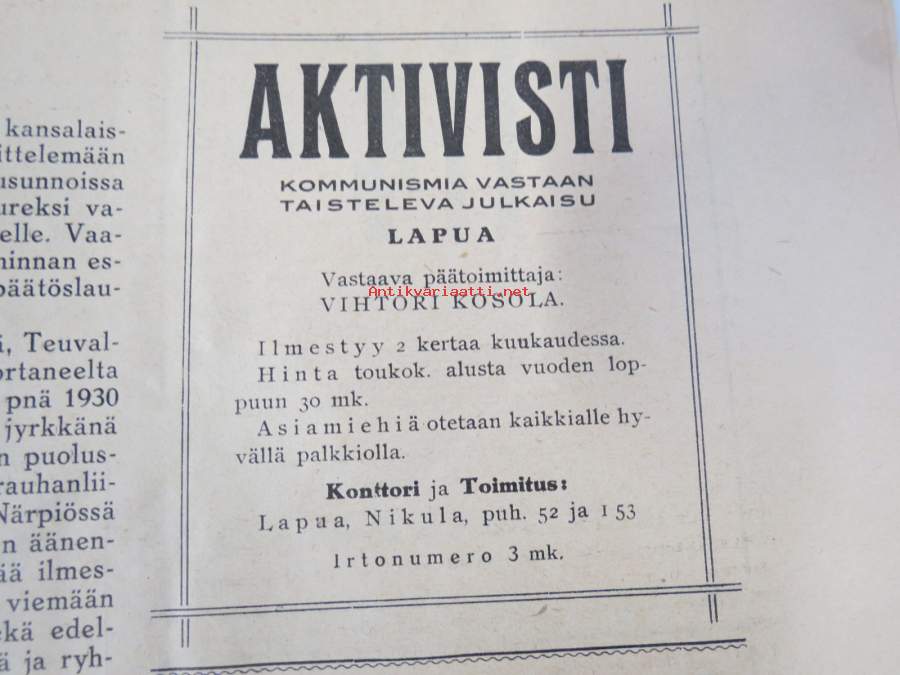 kansalais-
ittelemään
usunnoissa
ureksi va-
elle. Vaa-
minnan es-
päätöslau-
i, Teuval-
ortaneelta
pnä 1930
jyrkkänä
n puolus-
rauhanlii-
Närpiössä
n äänen-
ää ilmes-
viemään
ekä edel-
ä ja ryh-
AKTIVISTI
KOMMUNISMIA VASTAAN
TAISTELEVA JULKAISU
LAPUA
Vastaava päätoimittaja:
Antikvariaatti.net
VIHTORI KOSOLA.
Ilmestyy 2 kertaa kuukaudessa.
Hinta toukok. alusta vuoden lop-
puun 30 mk.
Asiamiehiä otetaan kaikkialle hy-
vällä palkkiolla.
Konttori ja Toimitus:
Lapua, Nikula, puh. 52 ja 153
Irtonumero 3 mk.